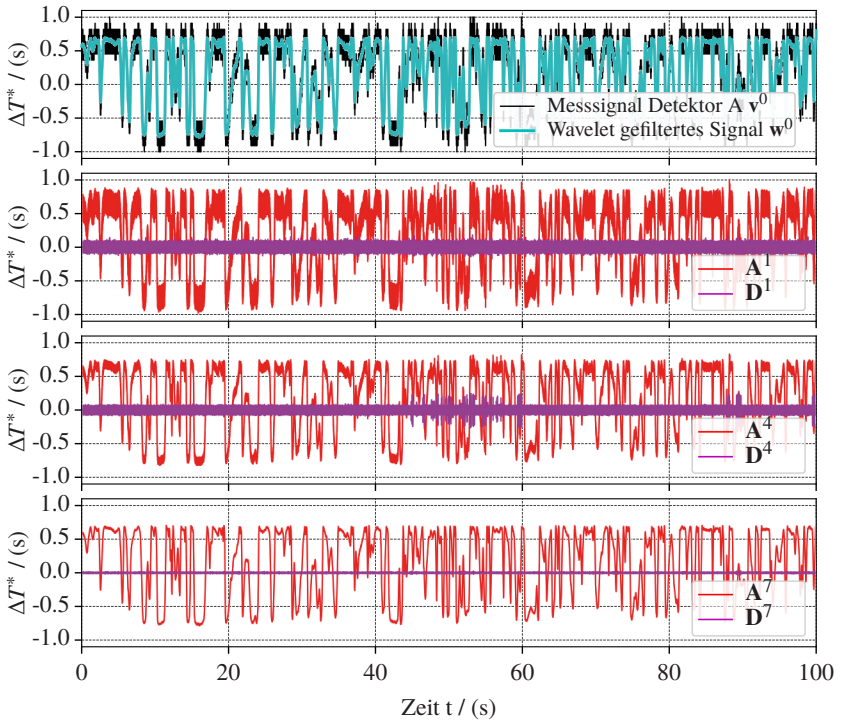 1.0
0.5
0.0
-0.5
-1.0
ΔT* / (s)
Messsignal Detektor A v⁰
Wavelet gefiltertes Signal w⁰
1.0
0.5
0.0
-0.5
-1.0
ΔT* / (s)
A¹
D¹
1.0
0.5
0.0
-0.5
-1.0
ΔT* / (s)
A⁴
D⁴
1.0
0.5
0.0
-0.5
-1.0
ΔT* / (s)
A⁷
D⁷
0 20 40 60 80 100
Zeit t / (s)